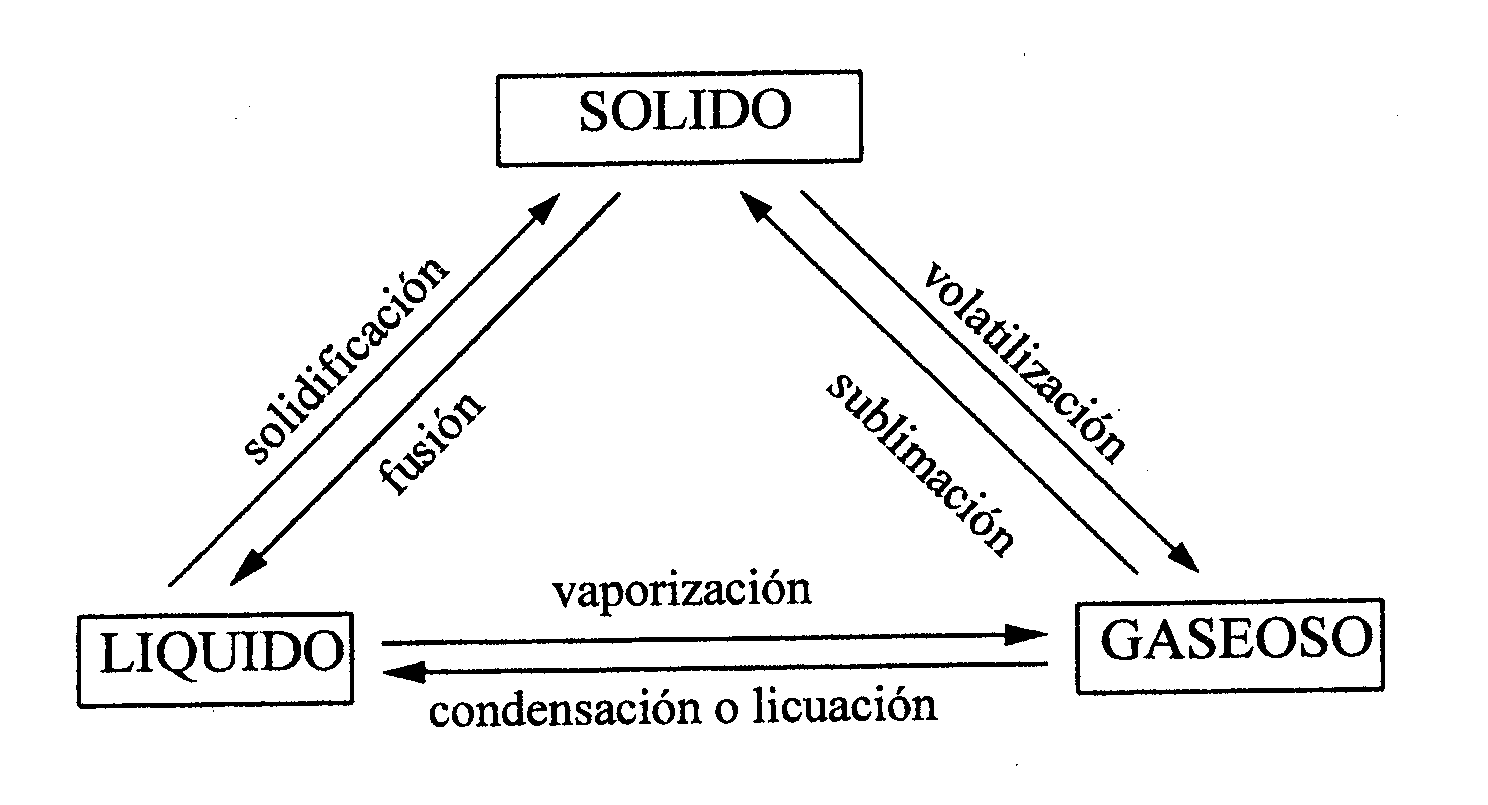 SOLIDO
solidificación
fusión
volatilización
sublimación
vaporización
LIQUIDO
GASEOSO
condensación o licuación